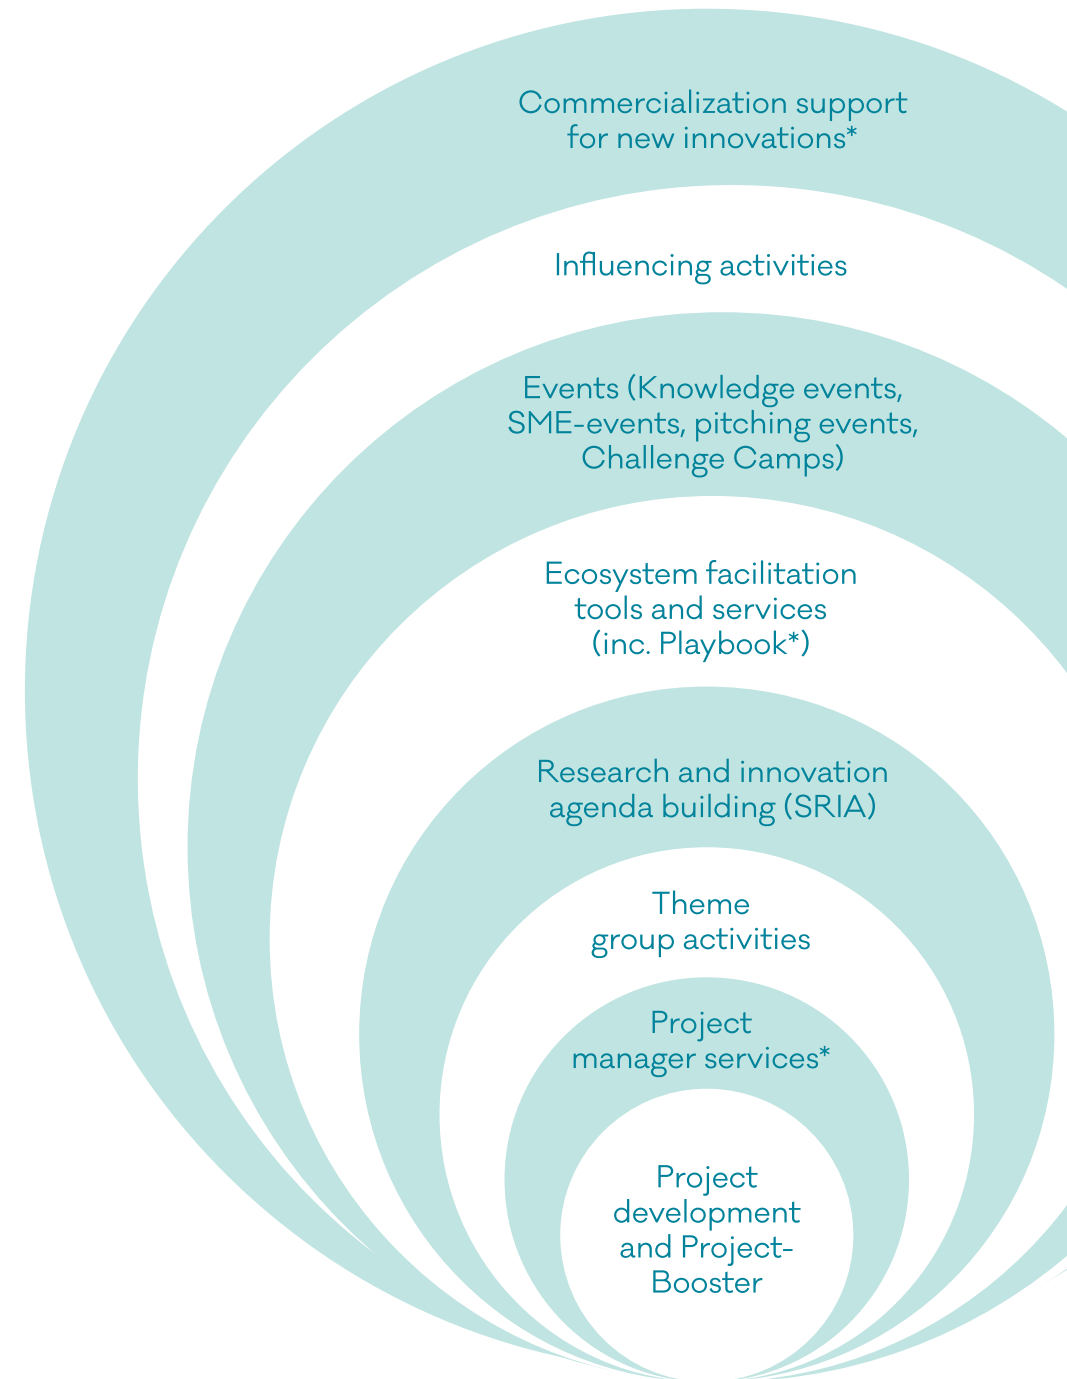 Commercialization support
for new innovations*
Influencing activities
Events (Knowledge events,
SME-events, pitching events,
Challenge Camps)
Ecosystem facilitation
tools and services
(inc. Playbook*)
Research and innovation
agenda building (SRIA)
Theme
group activities
Project
manager services*
Project
development
and Project-
Booster